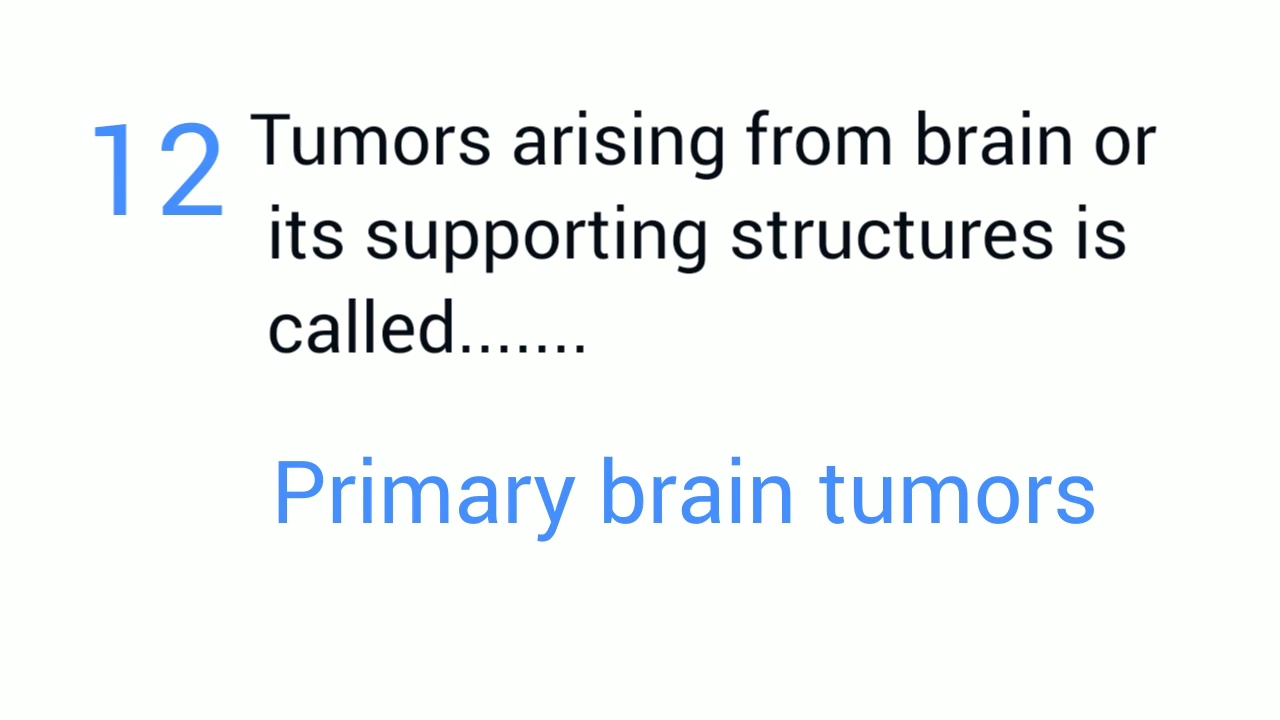 12 Tumors arising from brain or
its supporting structures is
called.......
Primary brain tumors